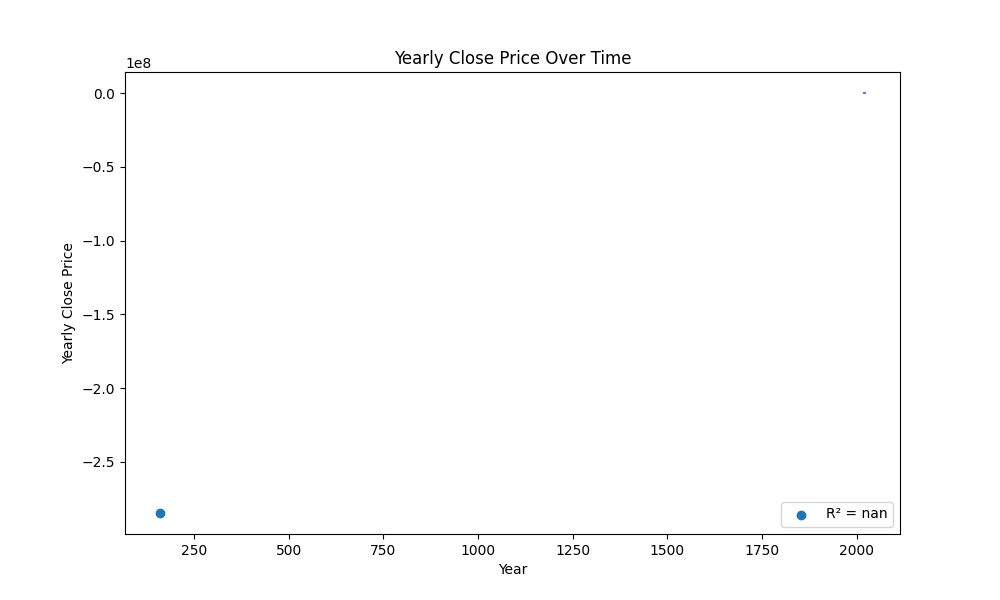 Yearly Close Price Over Time
1e8
0.0
−0.5
−1.0
−1.5
−2.0
−2.5
Yearly Close Price
250 500 750 1000 1250 1500 1750 2000
Year
R² = nan